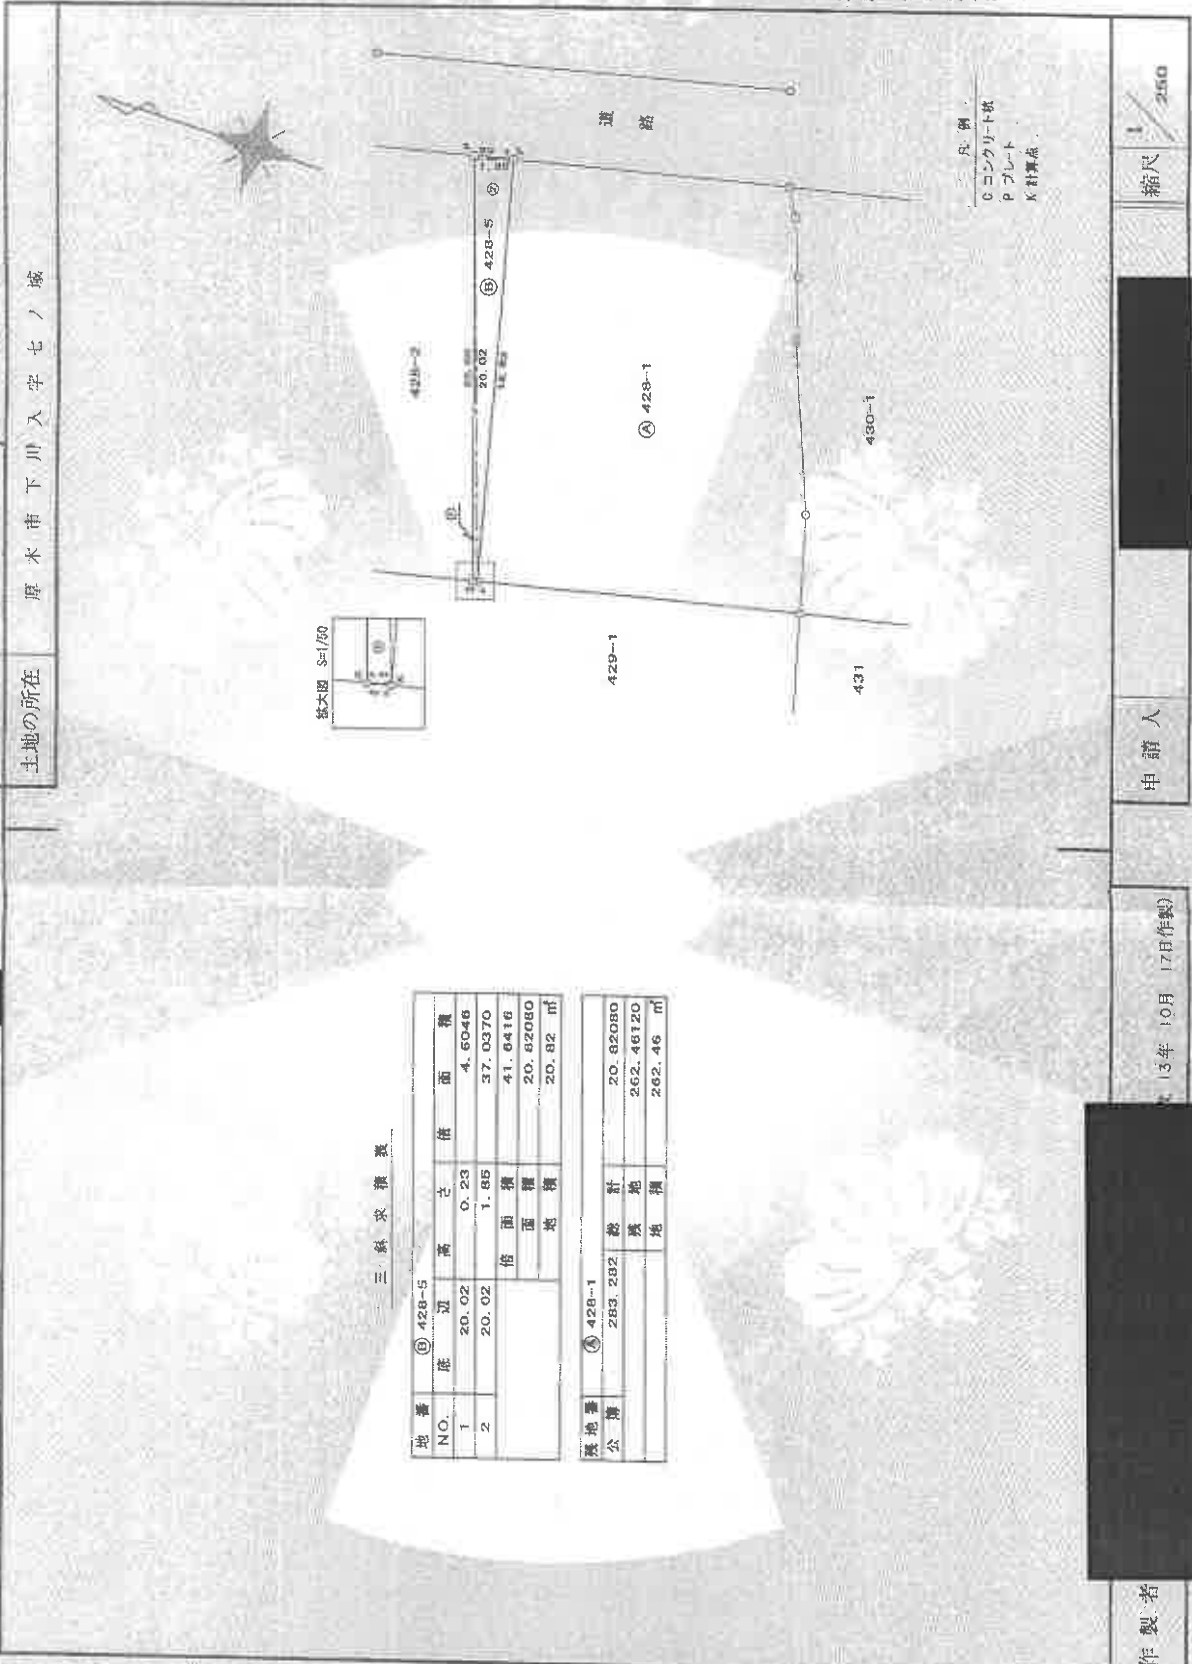 土地の所在 厚木市下川入字七ノ域
三斜求積表
地番 Ⓑ 428-5
NO. 底辺 高さ 倍面積
1 20.02 0.23 4.6046
2 20.02 1.85 37.0370
倍面積 41.6416
面積 20.82080
地積 20.82 ㎡
残地番 Ⓐ 428-1
公簿 283.282 総計 20.82080
残地 262.46120
地積 262.46 ㎡
拡大図 S=1/50
①
428-2
Ⓑ 428-5 ②
20.02
Ⓐ 428-1
道路
429-1
431
430-1
凡例
C コンクリート杭
P プレート
K 計算点
作製者
13年 10月 17日作製)
申請人
縮尺 1/250